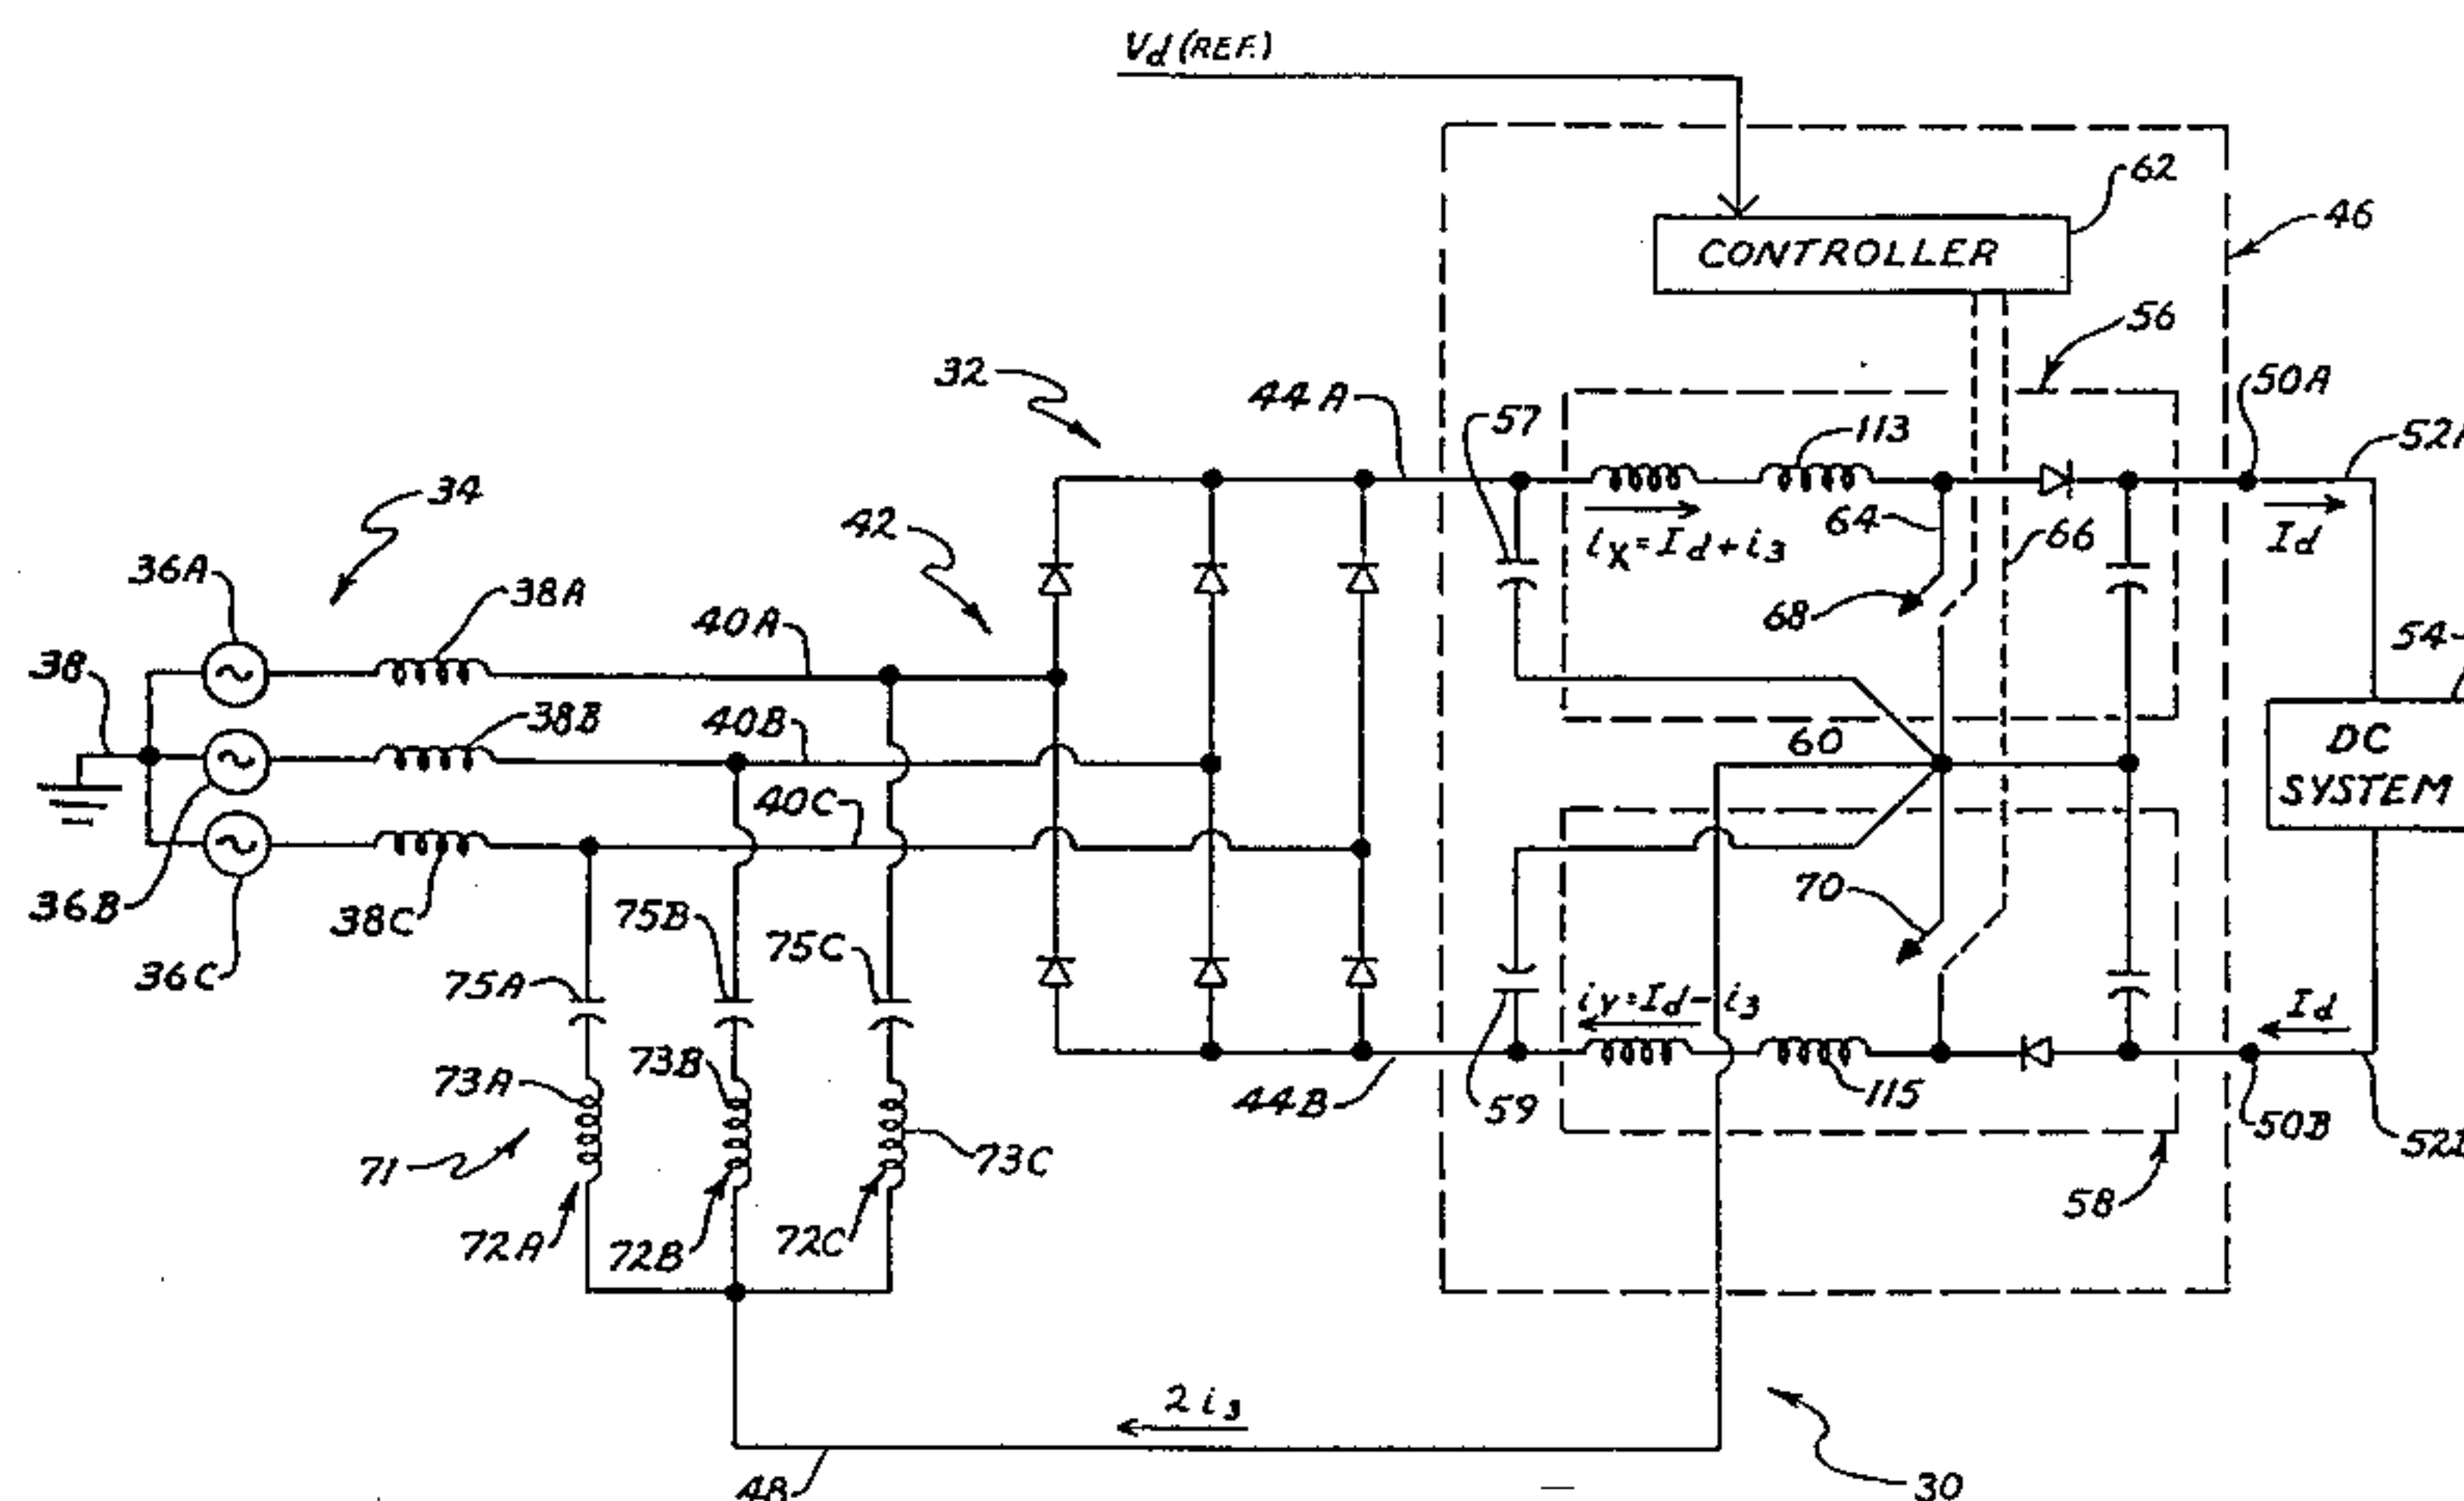 Vd (REF.)
62
CONTROLLER
46
56
32
44A
57
113
50A
34
42
64
66
Id
ix = Id + i3
36A
38A
40A
68
54
38
38B
40B
60
DC
SYSTEM
40C
36B
38C
75B
75C
70
36C
75A
iy = Id - i3
Id
73A
73B
44B
59
115
50B
71
73C
58
72A
72B
72C
2 i3
48
30